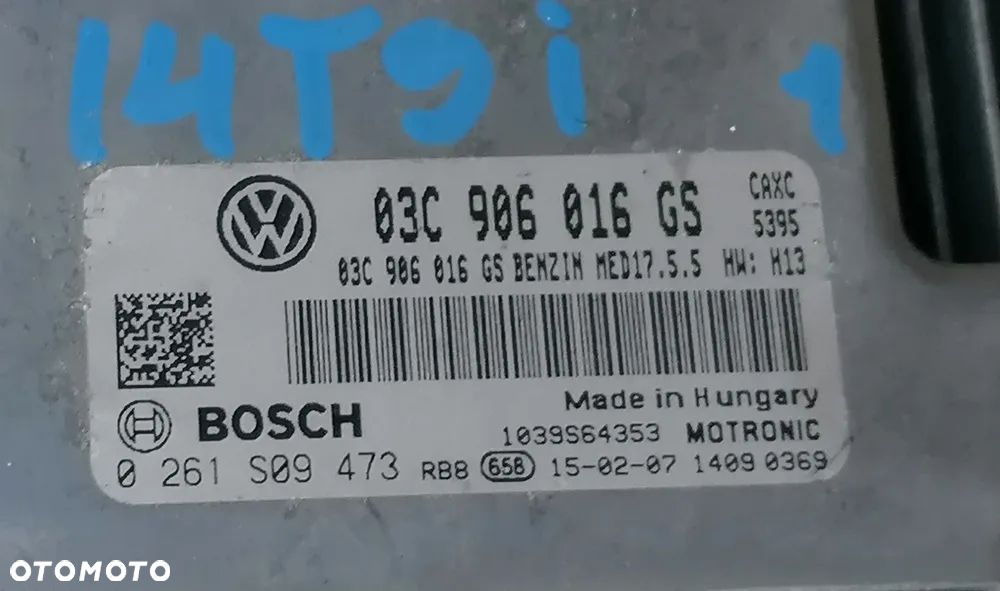 14T9i 1
03C 906 016 GS CAXC
5395
03C 906 016 GS BENZIN MED17.5.5 HW: H13
Made in Hungary
BOSCH
1039S64353 MOTRONIC
0 261 S09 473 RB8 658 15-02-07 1409 0369
OTOMOTO